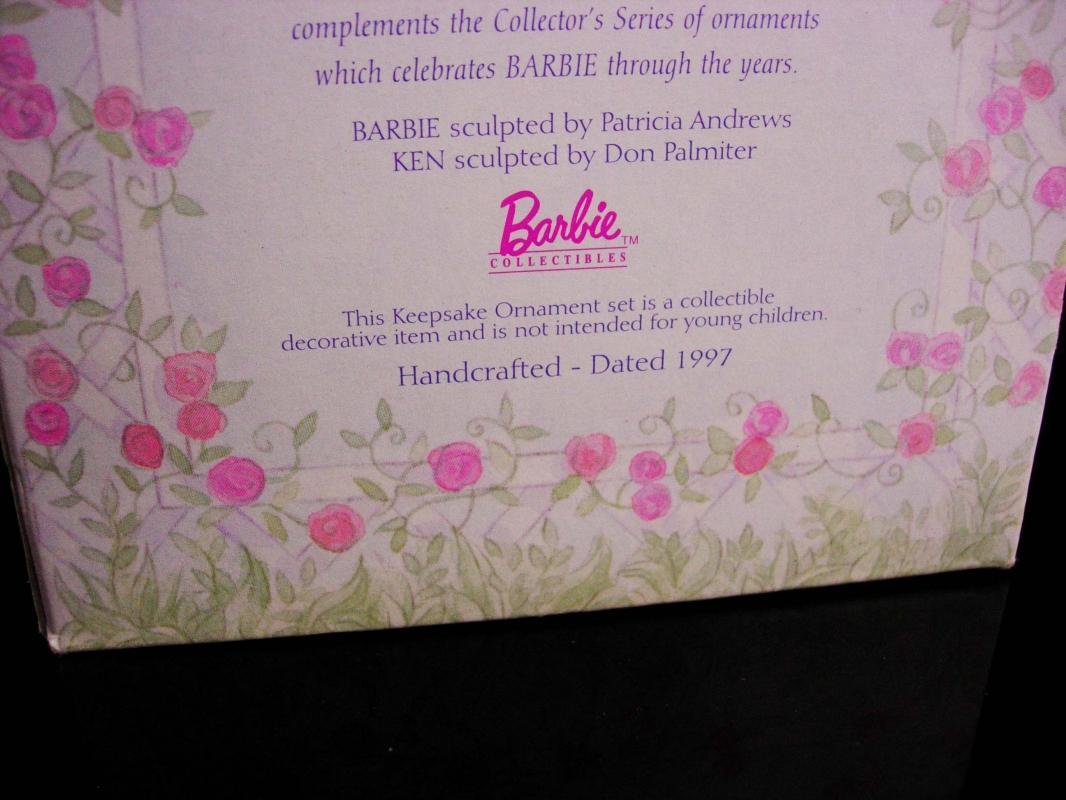 complements the Collector's Series of ornaments
which celebrates BARBIE through the years.
BARBIE sculpted by Patricia Andrews
KEN sculpted by Don Palmiter
Barbie™
COLLECTIBLES
This Keepsake Ornament set is a collectible
decorative item and is not intended for young children.
Handcrafted - Dated 1997